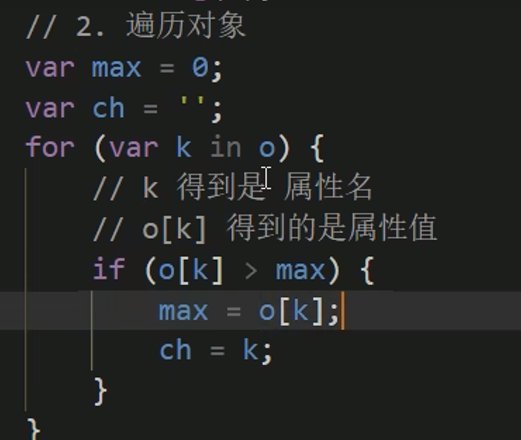 // 2. 遍历对象
var max = 0;
var ch = '';
for (var k in o) {
// k 得到是 属性名
// o[k] 得到的是属性值
if (o[k] > max) {
max = o[k];
ch = k;
}
}